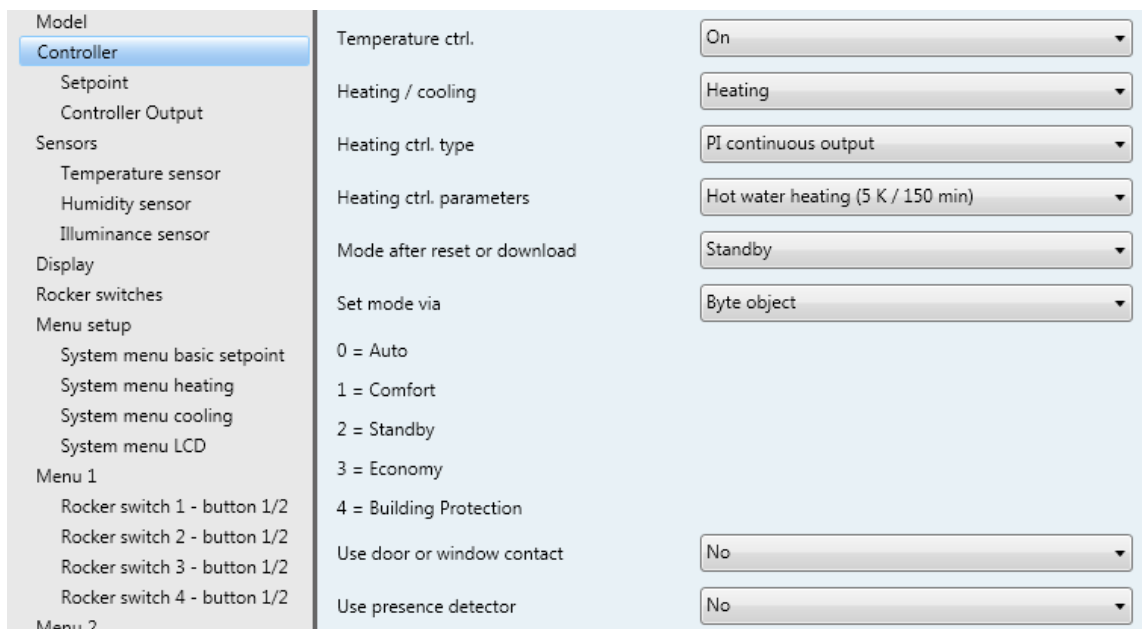 Model
Controller
Setpoint
Controller Output
Sensors
Temperature sensor
Humidity sensor
Illuminance sensor
Display
Rocker switches
Menu setup
System menu basic setpoint
System menu heating
System menu cooling
System menu LCD
Menu 1
Rocker switch 1 - button 1/2
Rocker switch 2 - button 1/2
Rocker switch 3 - button 1/2
Rocker switch 4 - button 1/2
Menu 2
Temperature ctrl. On
Heating / cooling Heating
Heating ctrl. type PI continuous output
Heating ctrl. parameters Hot water heating (5 K / 150 min)
Mode after reset or download Standby
Set mode via Byte object
0 = Auto
1 = Comfort
2 = Standby
3 = Economy
4 = Building Protection
Use door or window contact No
Use presence detector No